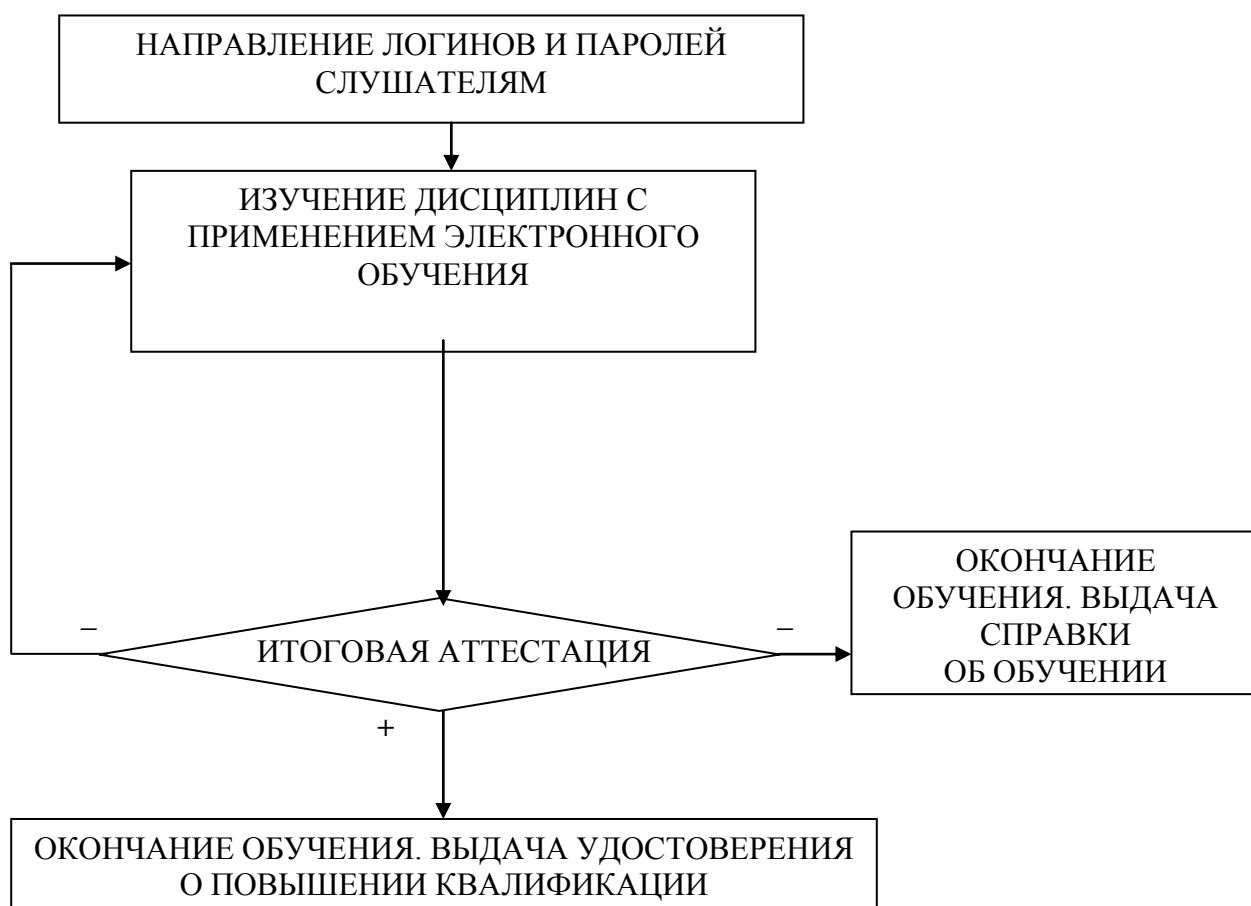 НАПРАВЛЕНИЕ ЛОГИНОВ И ПАРОЛЕЙ
СЛУШАТЕЛЯМ
ИЗУЧЕНИЕ ДИСЦИПЛИН С
ПРИМЕНЕНИЕМ ЭЛЕКТРОННОГО
ОБУЧЕНИЯ
–
ИТОГОВАЯ АТТЕСТАЦИЯ
–
ОКОНЧАНИЕ
ОБУЧЕНИЯ. ВЫДАЧА
СПРАВКИ
ОБ ОБУЧЕНИИ
+
ОКОНЧАНИЕ ОБУЧЕНИЯ. ВЫДАЧА УДОСТОВЕРЕНИЯ
О ПОВЫШЕНИИ КВАЛИФИКАЦИИ